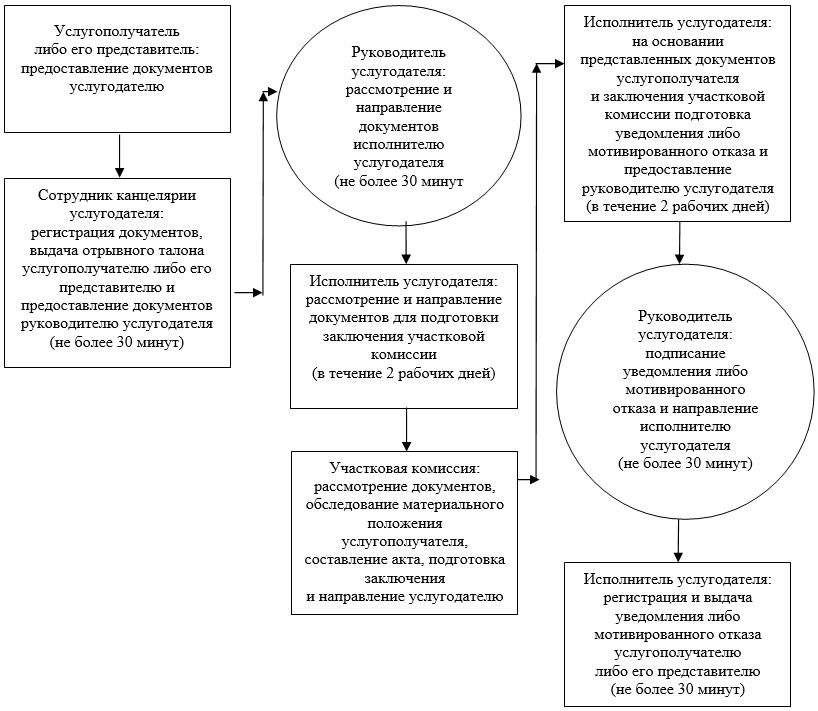 Услугополучатель
либо его представитель:
предоставление документов
услугодателю
Сотрудник канцелярии
услугодателя:
регистрация документов,
выдача отрывного талона
услугополучателю либо его
представителю и
предоставление документов
руководителю услугодателя
(не более 30 минут)
Руководитель
услугодателя:
рассмотрение и
направление
документов
исполнителю
услугодателя
(не более 30 минут
Исполнитель услугодателя:
рассмотрение и направление
документов для подготовки
заключения участковой
комиссии
(в течение 2 рабочих дней)
Участковая комиссия:
рассмотрение документов,
обследование материального
положения
услугополучателя,
составление акта, подготовка
заключения
и направление услугодателю
Исполнитель услугодателя:
на основании
представленных документов
услугополучателя
и заключения участковой
комиссии подготовка
уведомления либо
мотивированного отказа и
предоставление
руководителю услугодателя
(в течение 2 рабочих дней)
Руководитель
услугодателя:
подписание
уведомления либо
мотивированного
отказа и направление
исполнителю
услугодателя
(не более 30 минут)
Исполнитель услугодателя:
регистрация и выдача
уведомления либо
мотивированного отказа
услугополучателю
либо его представителю
(не более 30 минут)